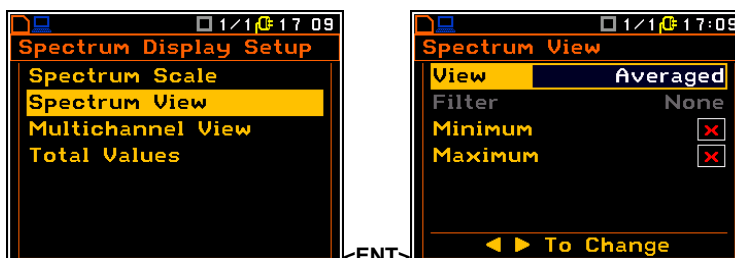 1/1 17 09
Spectrum Display Setup
Spectrum Scale
Spectrum View
Multichannel View
Total Values
<ENT>
1/1 17:05
Spectrum View
View Averaged
Filter None
Minimum
Maximum
To Change